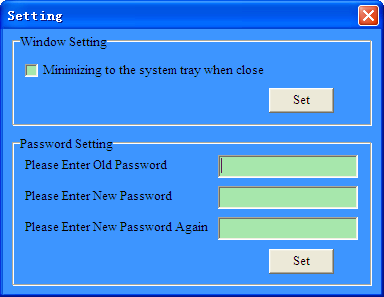 Setting
Window Setting
Minimizing to the system tray when close
Set
Password Setting
Please Enter Old Password
Please Enter New Password
Please Enter New Password Again
Set